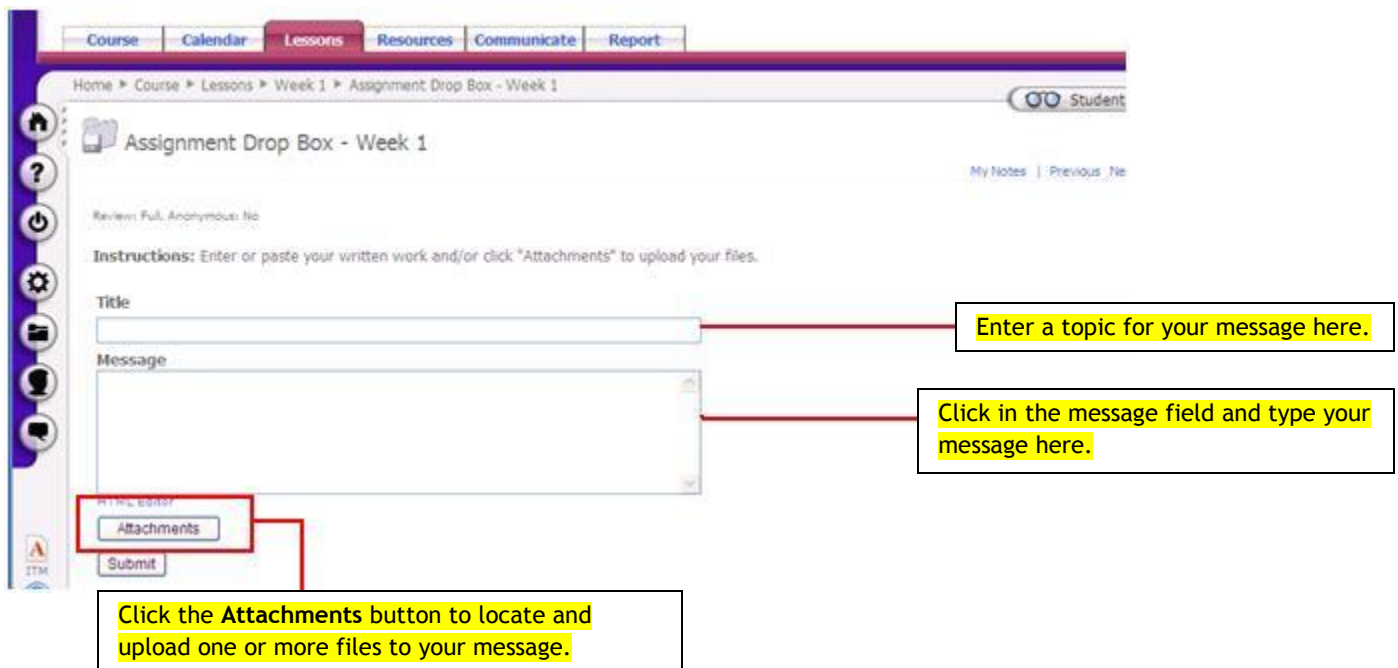 Course Calendar Lessons Resources Communicate Report
Home ▶ Course ▶ Lessons ▶ Week 1 ▶ Assignment Drop Box - Week 1
Student
Assignment Drop Box - Week 1
My Notes | Previous Ne
Review: Full, Anonymous: No
Instructions: Enter or paste your written work and/or click "Attachments" to upload your files.
Title
Enter a topic for your message here.
Message
Click in the message field and type your
message here.
HTML Editor
Attachments
Submit
ITM
Click the Attachments button to locate and
upload one or more files to your message.